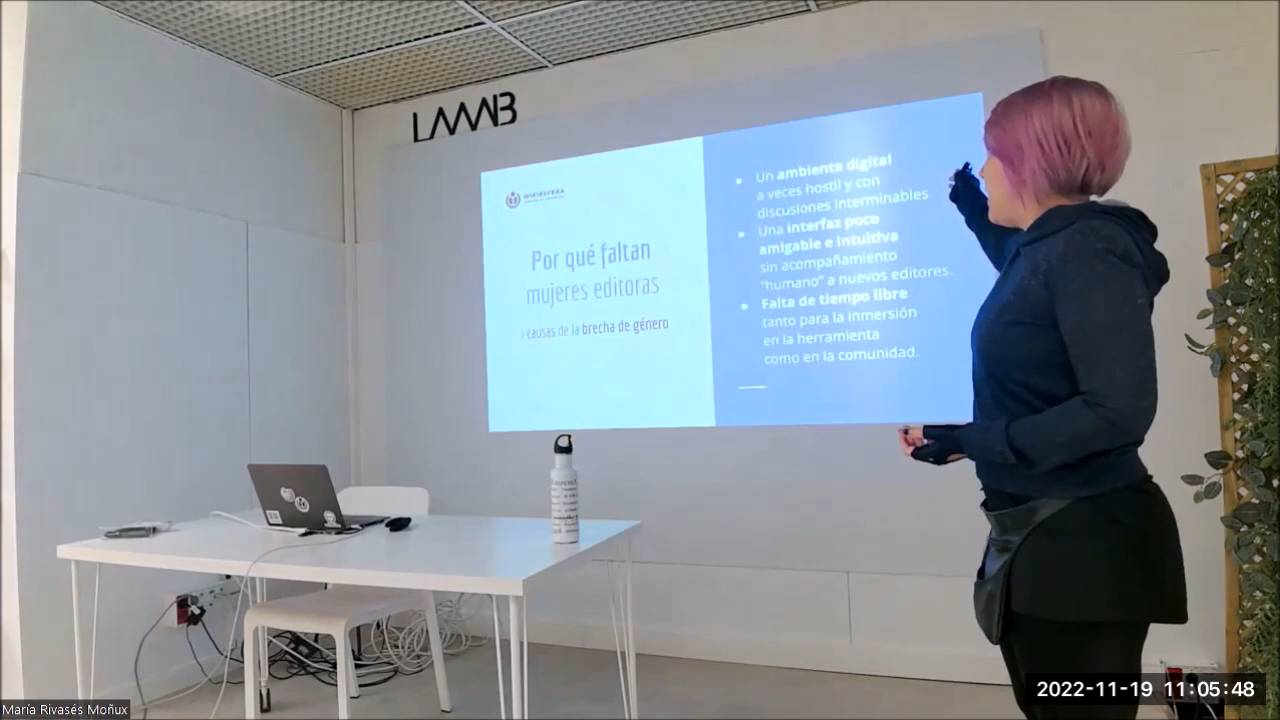 LAAAB
WIKIESFERA
Por qué faltan
mujeres editoras
> causas de la brecha de género
Un ambiente digital
a veces hostil y con
discusiones interminables.
Una interfaz poco
amigable e intuitiva
sin acompañamiento
“humano” a nuevos editores.
Falta de tiempo libre
tanto para la inmersión
en la herramienta
como en la comunidad.
María Rivasés Moñux
2022-11-19 11:05:48